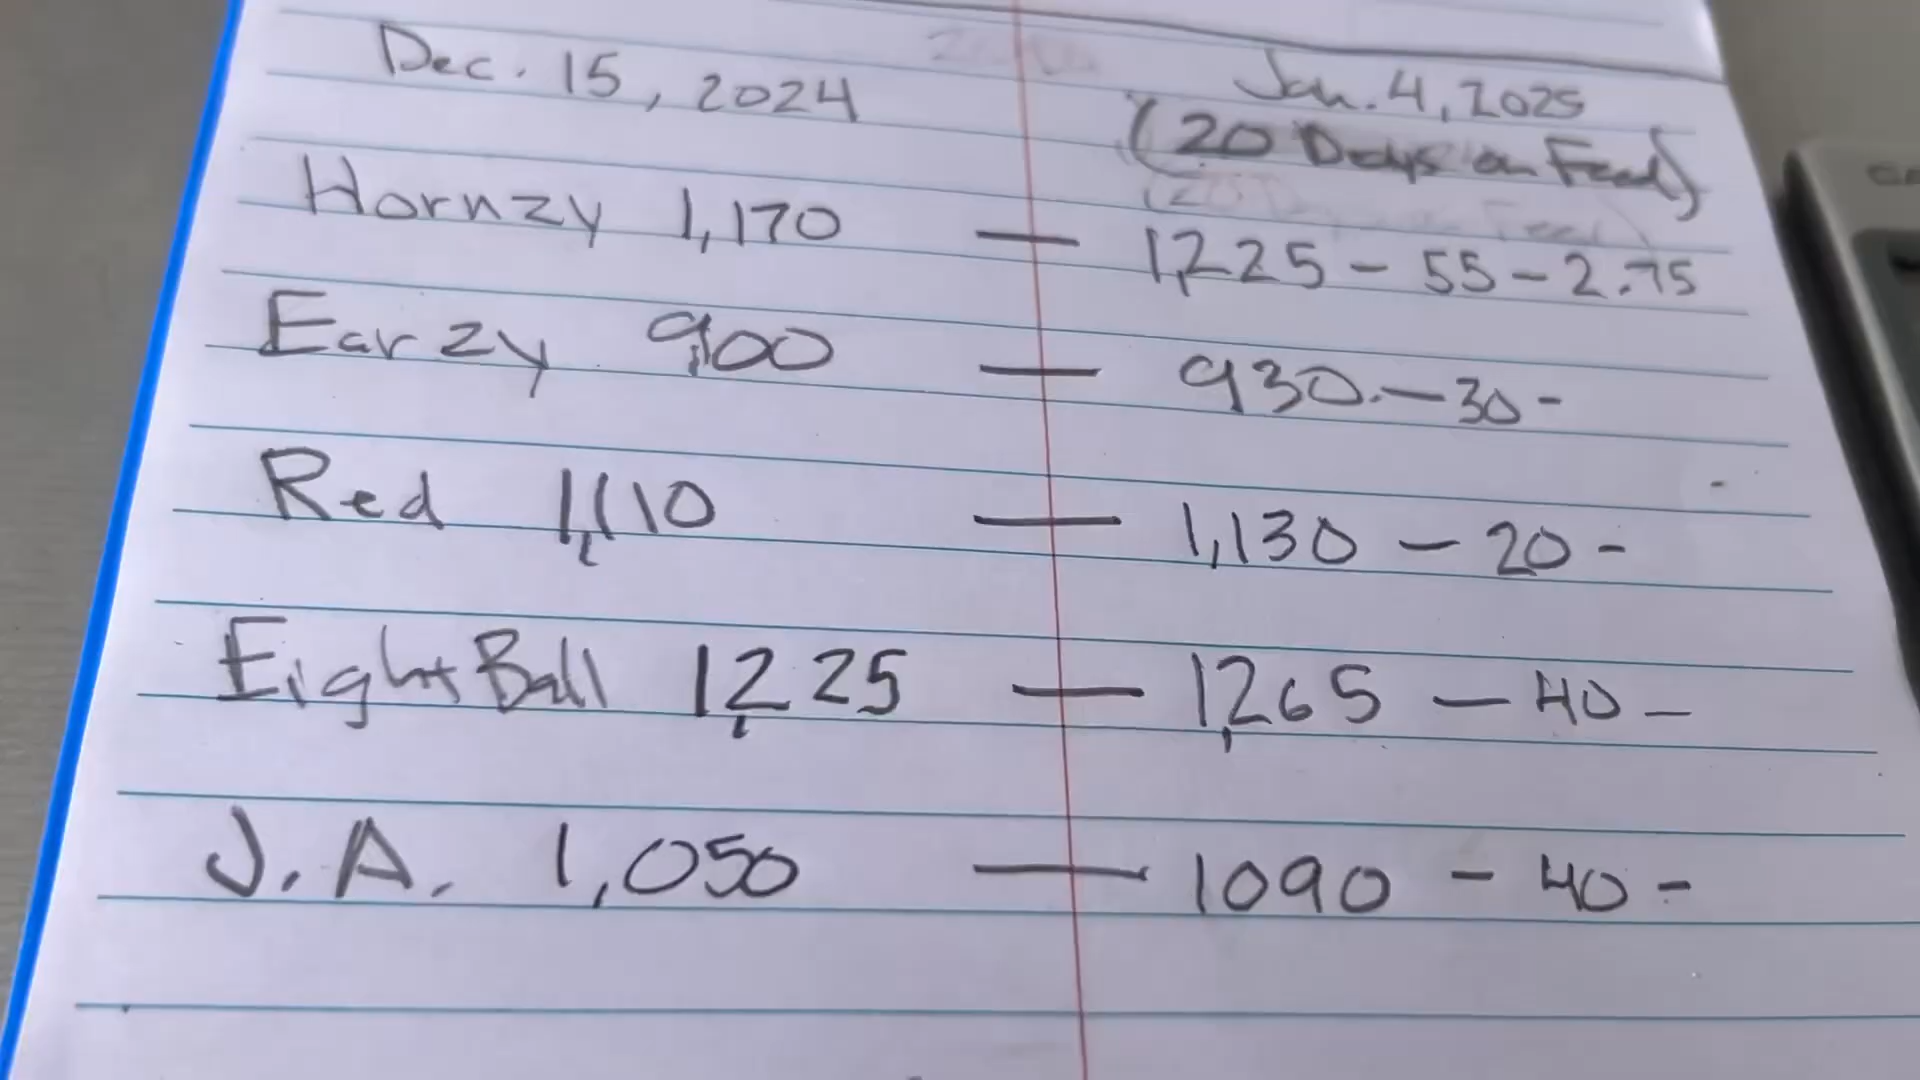 Dec. 15, 2024
Jan. 4, 2025
(20 Days on Feed)
Hornzy 1,170 — 1,225 - 55 - 2.75
Earzy 900 — 930. — 30 -
Red 1,110 — 1,130 - 20 -
Eight Ball 1,225 — 1,265 — 40 -
J.A. 1,050 — 1090 - 40 -